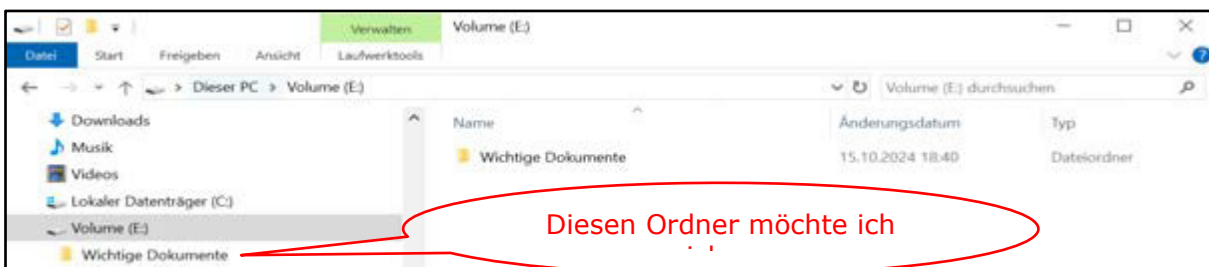 Verwalten Volume (E:)
Datei Start Freigeben Ansicht Laufwerktools
Dieser PC > Volume (E:) Volume (E:) durchsuchen
Downloads Name Änderungsdatum Typ
Musik
Wichtige Dokumente 15.10.2024 18:40 Dateiordner
Videos
Lokaler Datenträger (C:)
Volume (E:)
Diesen Ordner möchte ich
Wichtige Dokumente